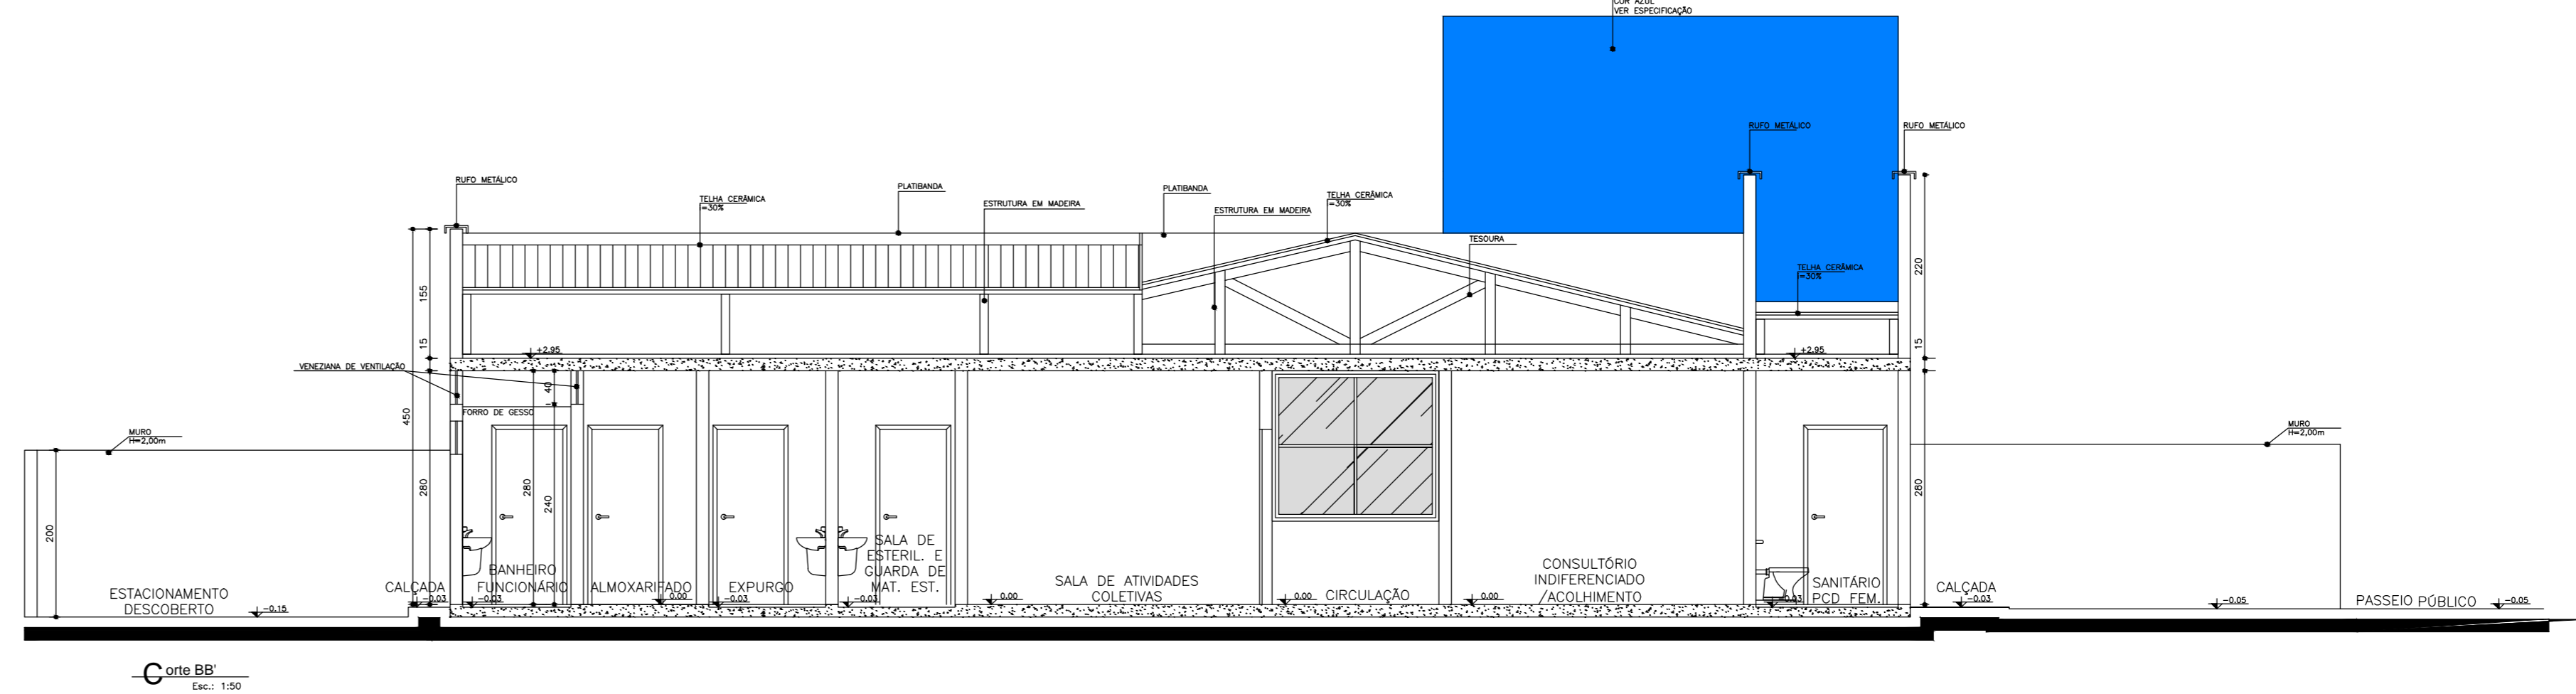 COR AZUL
VER ESPECIFICAÇÃO
RUFO METÁLICO
RUFO METÁLICO
RUFO METÁLICO
PLATIBANDA
PLATIBANDA
TELHA CERÂMICA
i=30%
TELHA CERÂMICA
i=30%
ESTRUTURA EM MADEIRA
ESTRUTURA EM MADEIRA
TESOURA
TELHA CERÂMICA
i=30%
155
220
15
15
+2,95
+2,95
VENEZIANA DE VENTILAÇÃO
40
450
FORRO DE GESSO
MURO
H=2,00m
MURO
H=2,00m
280
280
240
280
200
ESTACIONAMENTO
DESCOBERTO
-0.15
CALÇADA
-0.03
BANHEIRO
FUNCIONÁRIO
-0.03
ALMOXARIFADO
0.00
EXPURGO
-0.03
SALA DE
ESTERIL. E
GUARDA DE
MAT. EST.
-0.03
SALA DE ATIVIDADES
COLETIVAS
0.00
CIRCULAÇÃO
0.00
CONSULTÓRIO
INDIFERENCIADO
/ACOLHIMENTO
0.00
SANITÁRIO
PCD FEM.
-0.03
CALÇADA
-0.03
-0.05
PASSEIO PÚBLICO
-0.05
Corte BB'
Esc.: 1:50